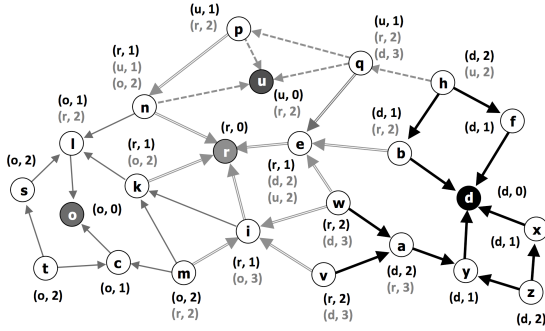 (u, 1)
(r, 2)
p
(u, 1)
(r, 2)
(d, 3)
q
(r, 1)
(u, 1)
(o, 2)
u
(u, 0)
(r, 2)
h
(d, 2)
(u, 2)
(o, 1)
(r, 2)
n
(d, 1)
(r, 2)
(d, 1)
f
l
(r, 0)
r
e
b
(o, 2)
(r, 1)
(o, 2)
(r, 1)
(d, 2)
(u, 2)
s
k
d
(d, 0)
o
(o, 0)
w
(r, 2)
(d, 3)
i
a
x
(d, 1)
t
c
m
(r, 1)
(o, 3)
v
(d, 2)
(r, 3)
y
z
(o, 2)
(o, 1)
(o, 2)
(r, 2)
(r, 2)
(d, 3)
(d, 1)
(d, 2)